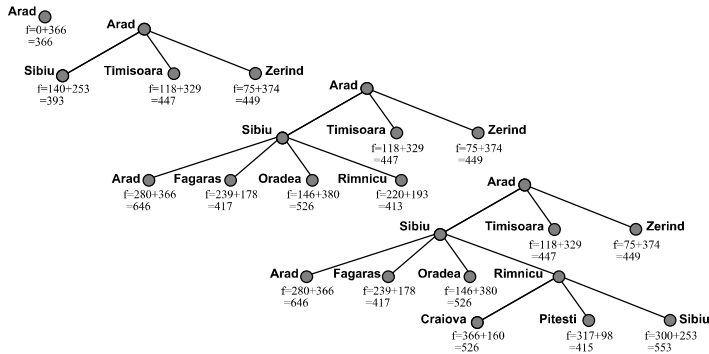 Arad
f=0+366
=366
Arad
Sibiu
f=140+253
=393
Timisoara
f=118+329
=447
Zerind
f=75+374
=449
Arad
Sibiu
Timisoara
f=118+329
=447
Zerind
f=75+374
=449
Arad
f=280+366
=646
Fagaras
f=239+178
=417
Oradea
f=146+380
=526
Rimnicu
f=220+193
=413
Arad
Sibiu
Timisoara
f=118+329
=447
Zerind
f=75+374
=449
Arad
f=280+366
=646
Fagaras
f=239+178
=417
Oradea
f=146+380
=526
Rimnicu
Craiova
f=366+160
=526
Pitesti
f=317+98
=415
Sibiu
f=300+253
=553